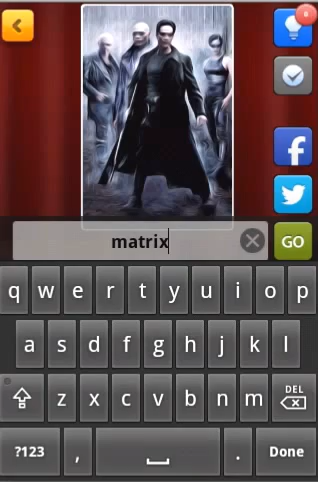 matrix
GO
q w e r t y u i o p
a s d f g h j k l
z x c v b n m DEL
?123 , . Done